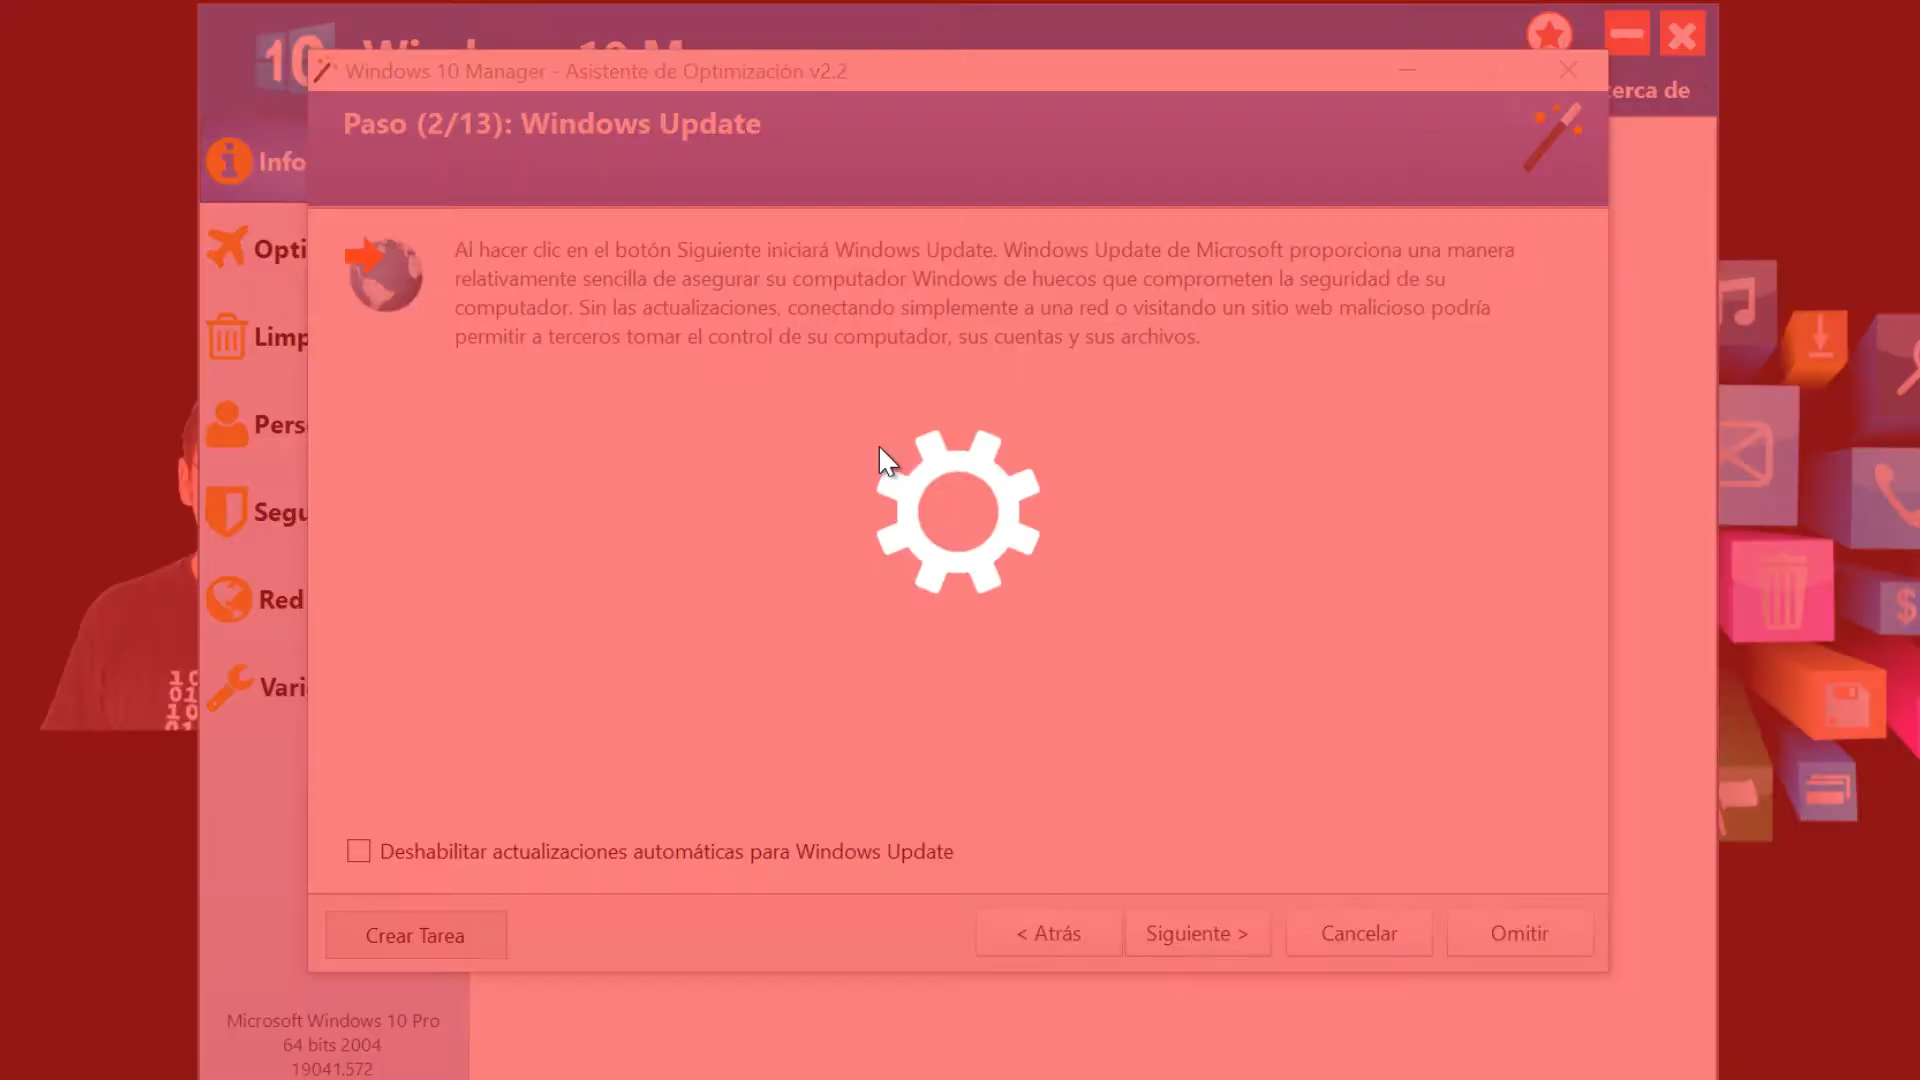 10
Windows 10 Manager - Asistente de Optimización v2.2
erca de
Paso (2/13): Windows Update
Info
Al hacer clic en el botón Siguiente iniciará Windows Update. Windows Update de Microsoft proporciona una manera
relativamente sencilla de asegurar su computador Windows de huecos que comprometen la seguridad de su
computador. Sin las actualizaciones, conectando simplemente a una red o visitando un sitio web malicioso podría
permitir a terceros tomar el control de su computador, sus cuentas y sus archivos.
Opti
Limp
Pers
Segu
Red
Vari
Deshabilitar actualizaciones automáticas para Windows Update
Crear Tarea
< Atrás
Siguiente >
Cancelar
Omitir
Microsoft Windows 10 Pro
64 bits 2004
19041.572